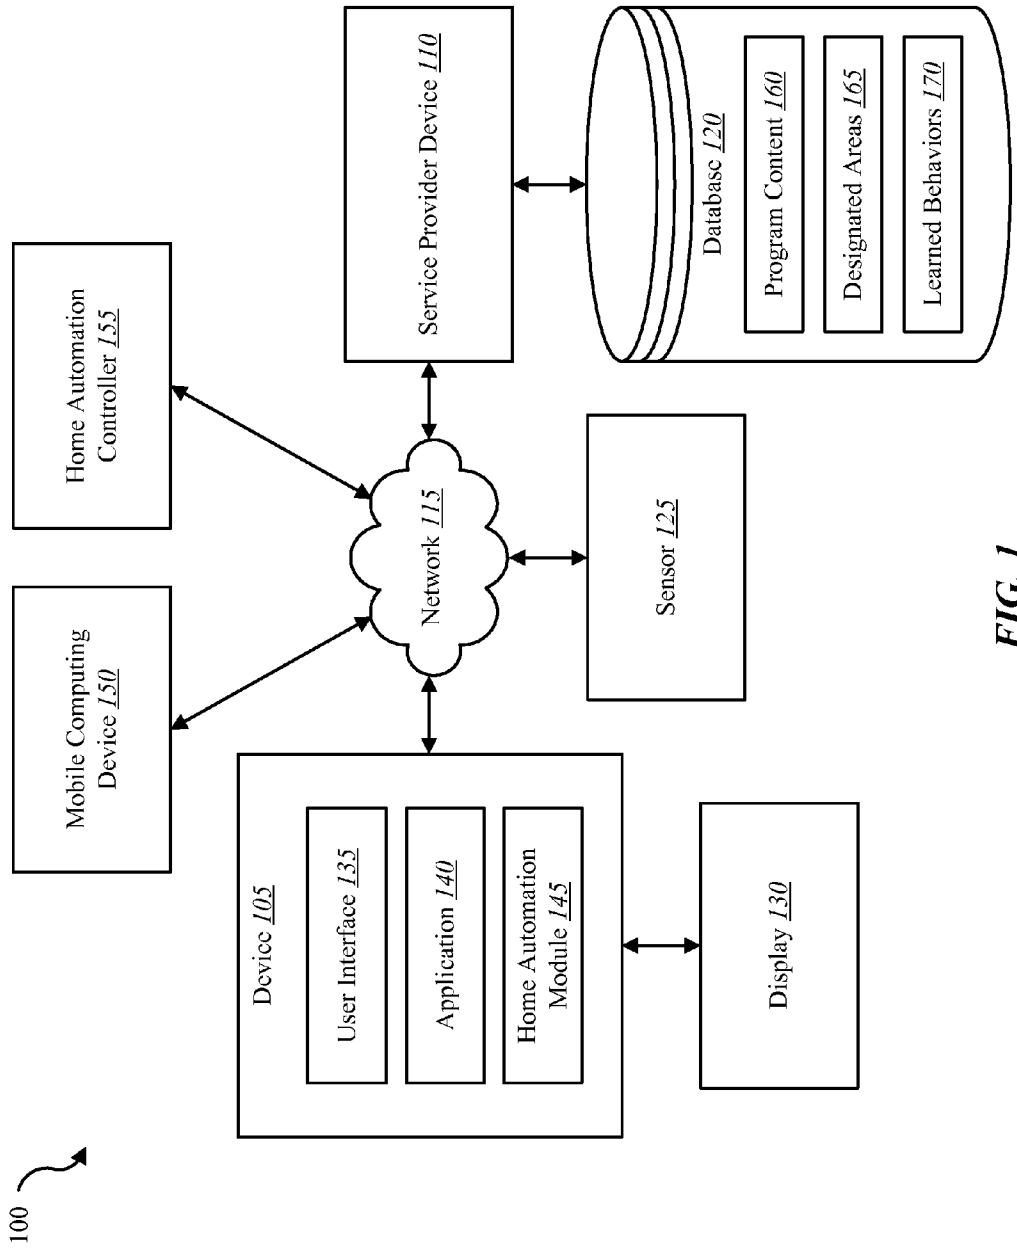 100
Mobile Computing
Device 150
Home Automation
Controller 155
Device 105
User Interface 135
Application 140
Home Automation
Module 145
Network 115
Service Provider Device 110
Display 130
Sensor 125
Database 120
Program Content 160
Designated Areas 165
Learned Behaviors 170
FIG. 1